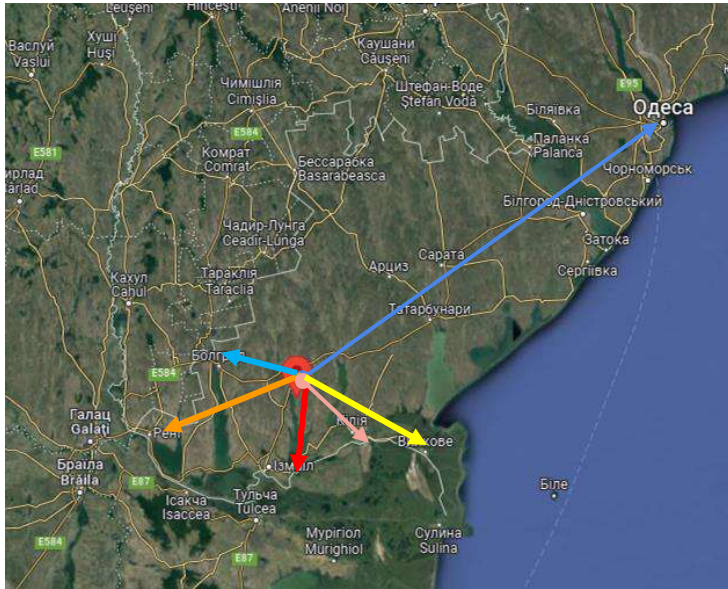 Leușeni
Hîncești
Anenii Noi
Хуші
Huși
Васлуй
Vaslui
Каушани
Căușeni
Чимішлія
Cimișlia
Штефан-Воде
Ștefan Vodă
E95
Біляївка
Одеса
E584
E581
Комрат
Comrat
Бессарабка
Basarabeasca
Паланка
Palanca
Чорноморськ
Білгород-Дністровський
Чадир-Лунга
Ceadîr-Lunga
Затока
Сарата
Сергіївка
Арциз
Тараклія
Taraclia
Кахул
Cahul
Татарбунари
Болград
E584
Галац
Galați
Рені
Кілія
Вилкове
Браїла
Brăila
E87
Ізмаїл
Ісакча
Isaccea
Тульча
Tulcea
Біле
E584
E87
Мурігіол
Murighiol
Сулина
Sulina